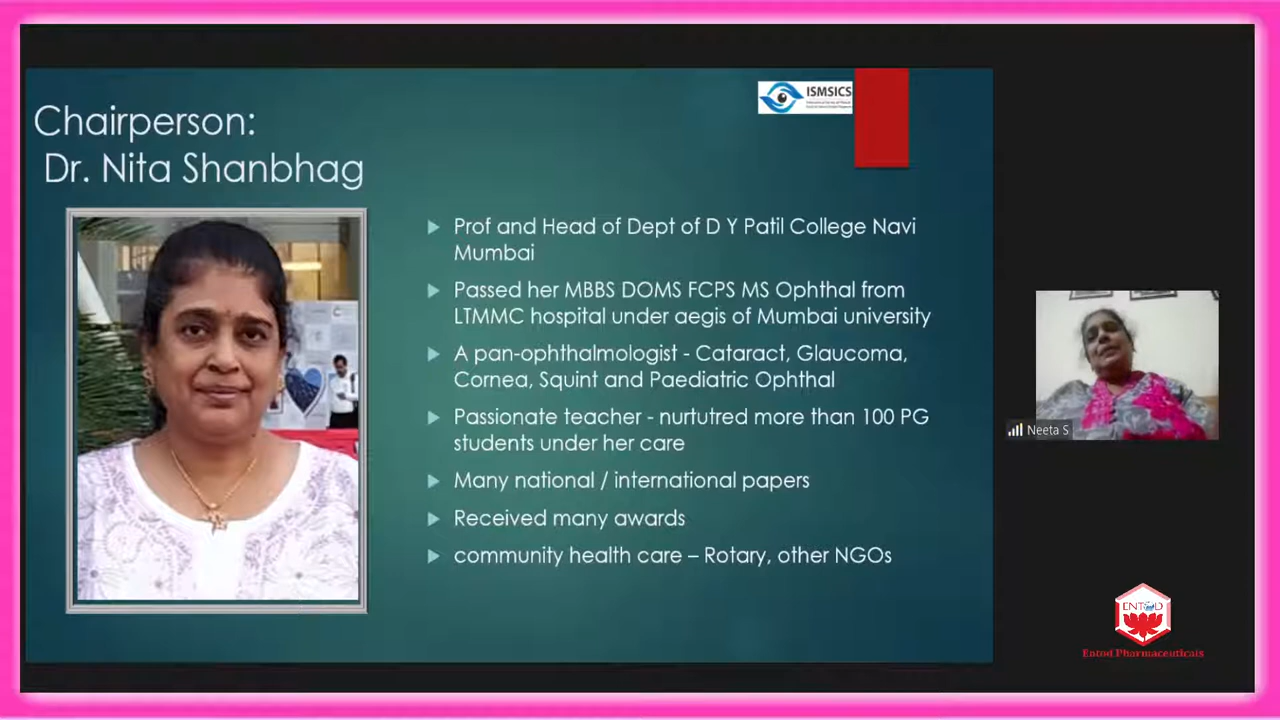 ISMSICS
Chairperson:
Dr. Nita Shanbhag
Prof and Head of Dept of D Y Patil College Navi
Mumbai
Passed her MBBS DOMS FCPS MS Ophthal from
LTMMC hospital under aegis of Mumbai university
A pan-ophthalmologist - Cataract, Glaucoma,
Cornea, Squint and Paediatric Ophthal
Passionate teacher - nurtutred more than 100 PG
students under her care
Many national / international papers
Received many awards
community health care – Rotary, other NGOs
Neeta S
ENTOD
Entod Pharmaceuticals